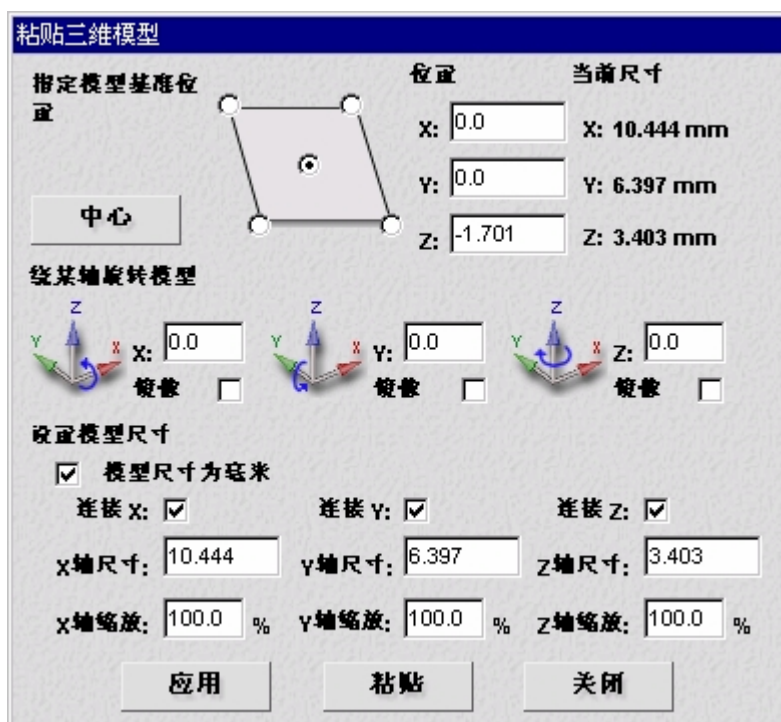 粘贴三维模型
指定模型基准位
置
位置
当前尺寸
X: 0.0
X: 10.444 mm
Y: 0.0
Y: 6.397 mm
中心
Z: -1.701
Z: 3.403 mm
绕某轴旋转模型
Z Y X X: 0.0 Z Y X Y: 0.0 Z Y X Z: 0.0
镜像 镜像 镜像
设置模型尺寸
模型尺寸为毫米
连接 X: 连接 Y: 连接 Z:
X轴尺寸: 10.444 Y轴尺寸: 6.397 Z轴尺寸: 3.403
X轴缩放: 100.0 % Y轴缩放: 100.0 % Z轴缩放: 100.0 %
应用 粘贴 关闭